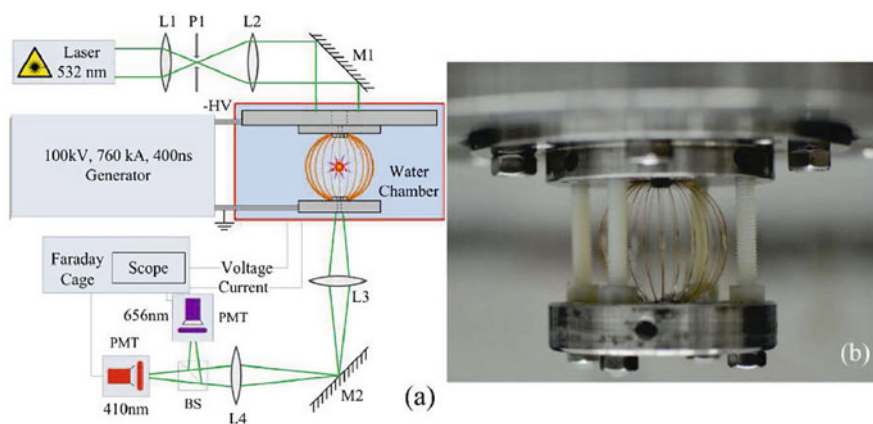 L1 P1 L2
M1
Laser
532 nm
-HV
100kV, 760 kA, 400ns
Generator
Water
Chamber
Faraday
Cage
Scope
Voltage
Current
L3
656nm
PMT
PMT
410nm
BS
L4
M2
(a)
(b)